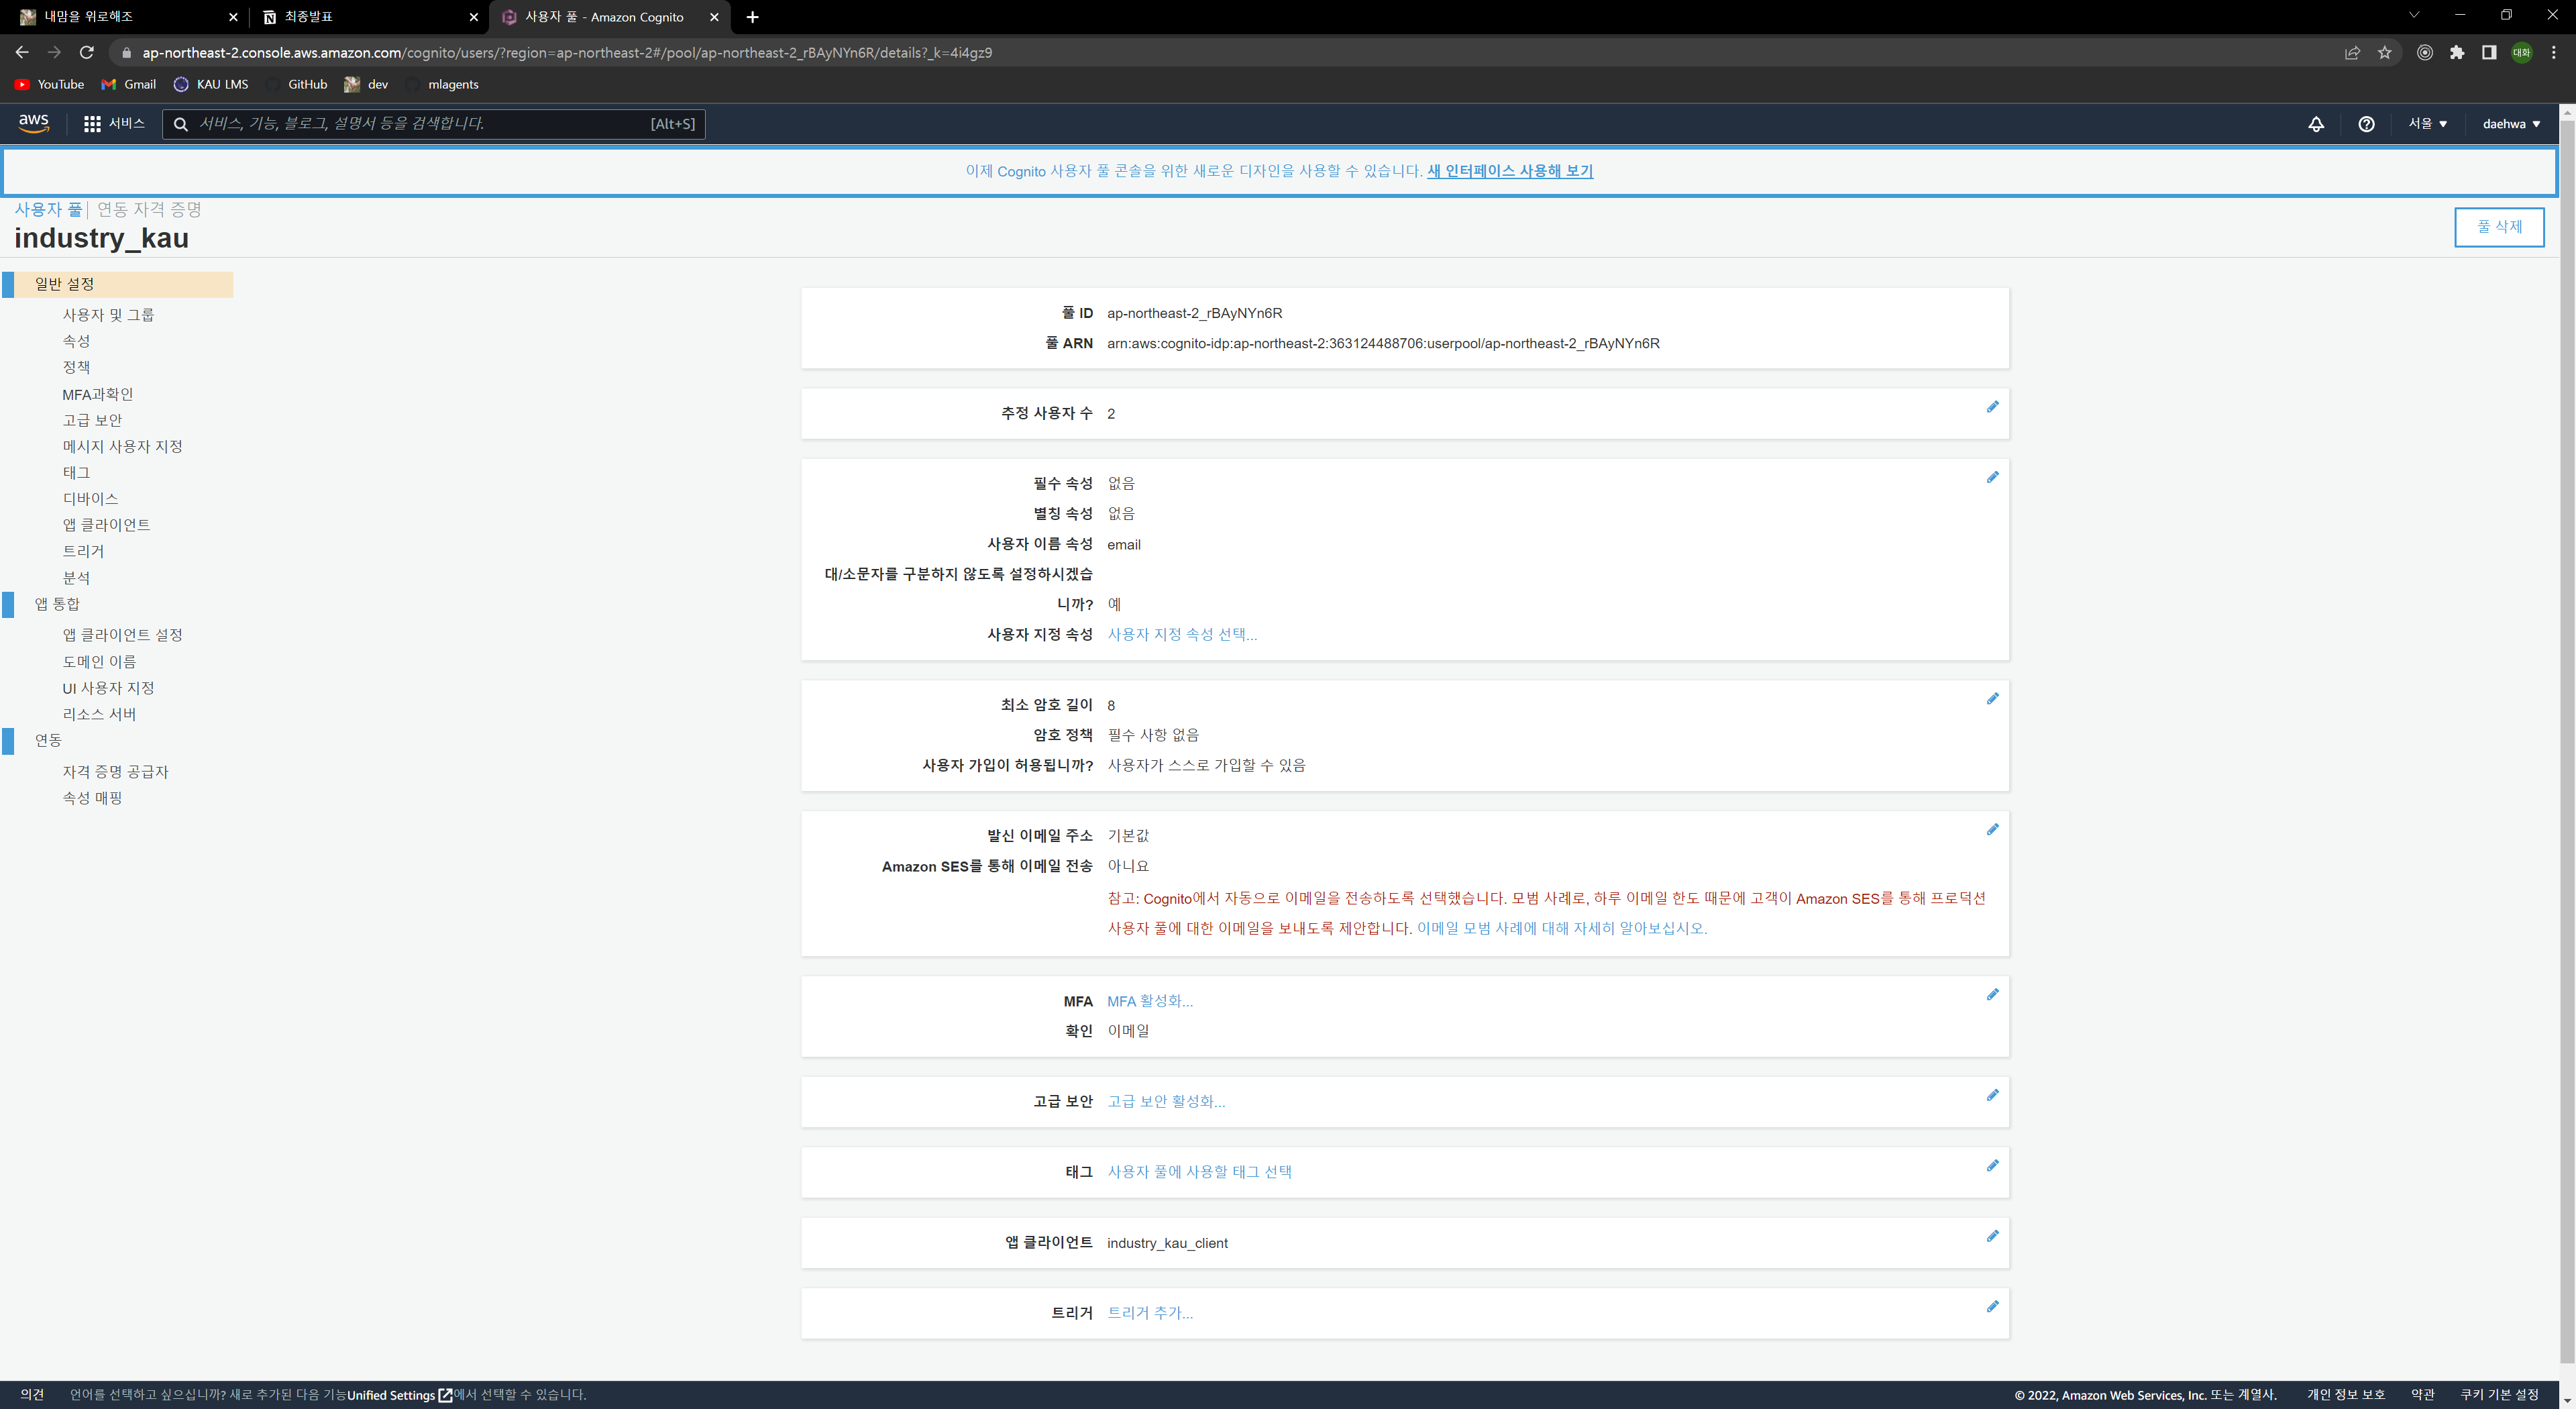 내맘을 위로해조
최종발표
사용자 풀 - Amazon Cognito
ap-northeast-2.console.aws.amazon.com/cognito/users/?region=ap-northeast-2#/pool/ap-northeast-2_rBAyNYn6R/details?_k=4i4gz9
대화
YouTube
Gmail
KAU LMS
GitHub
dev
mlagents
aws
서비스
서비스, 기능, 블로그, 설명서 등을 검색합니다.
[Alt+S]
서울
daehwa
이제 Cognito 사용자 풀 콘솔을 위한 새로운 디자인을 사용할 수 있습니다. 새 인터페이스 사용해 보기
사용자 풀 | 연동 자격 증명
industry_kau
풀 삭제
일반 설정
사용자 및 그룹
속성
정책
MFA과확인
고급 보안
메시지 사용자 지정
태그
디바이스
앱 클라이언트
트리거
분석
앱 통합
앱 클라이언트 설정
도메인 이름
UI 사용자 지정
리소스 서버
연동
자격 증명 공급자
속성 매핑
풀 ID ap-northeast-2_rBAyNYn6R
풀 ARN arn:aws:cognito-idp:ap-northeast-2:363124488706:userpool/ap-northeast-2_rBAyNYn6R
추정 사용자 수 2
필수 속성 없음
별칭 속성 없음
사용자 이름 속성 email
대/소문자를 구분하지 않도록 설정하시겠습
니까? 예
사용자 지정 속성 사용자 지정 속성 선택...
최소 암호 길이 8
암호 정책 필수 사항 없음
사용자 가입이 허용됩니까? 사용자가 스스로 가입할 수 있음
발신 이메일 주소 기본값
Amazon SES를 통해 이메일 전송 아니요
참고: Cognito에서 자동으로 이메일을 전송하도록 선택했습니다. 모범 사례로, 하루 이메일 한도 때문에 고객이 Amazon SES를 통해 프로덕션
사용자 풀에 대한 이메일을 보내도록 제안합니다. 이메일 모범 사례에 대해 자세히 알아보십시오.
MFA MFA 활성화...
확인 이메일
고급 보안 고급 보안 활성화...
태그 사용자 풀에 사용할 태그 선택
앱 클라이언트 industry_kau_client
트리거 트리거 추가...
의견
언어를 선택하고 싶으십니까? 새로 추가된 다음 기능Unified Settings에서 선택할 수 있습니다.
© 2022, Amazon Web Services, Inc. 또는 계열사.
개인 정보 보호
약관
쿠키 기본 설정